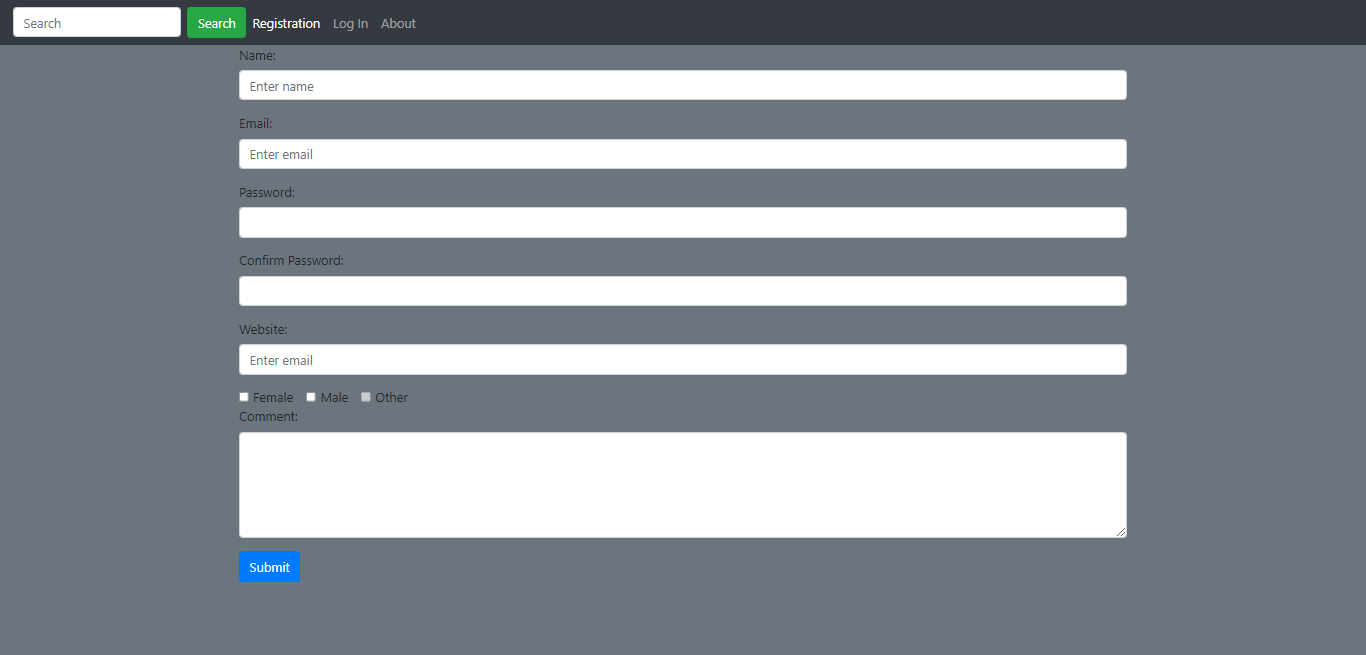 Search Search Registration Log In About
Name:
Enter name
Email:
Enter email
Password:
Confirm Password:
Website:
Enter email
Female Male Other
Comment:
Submit